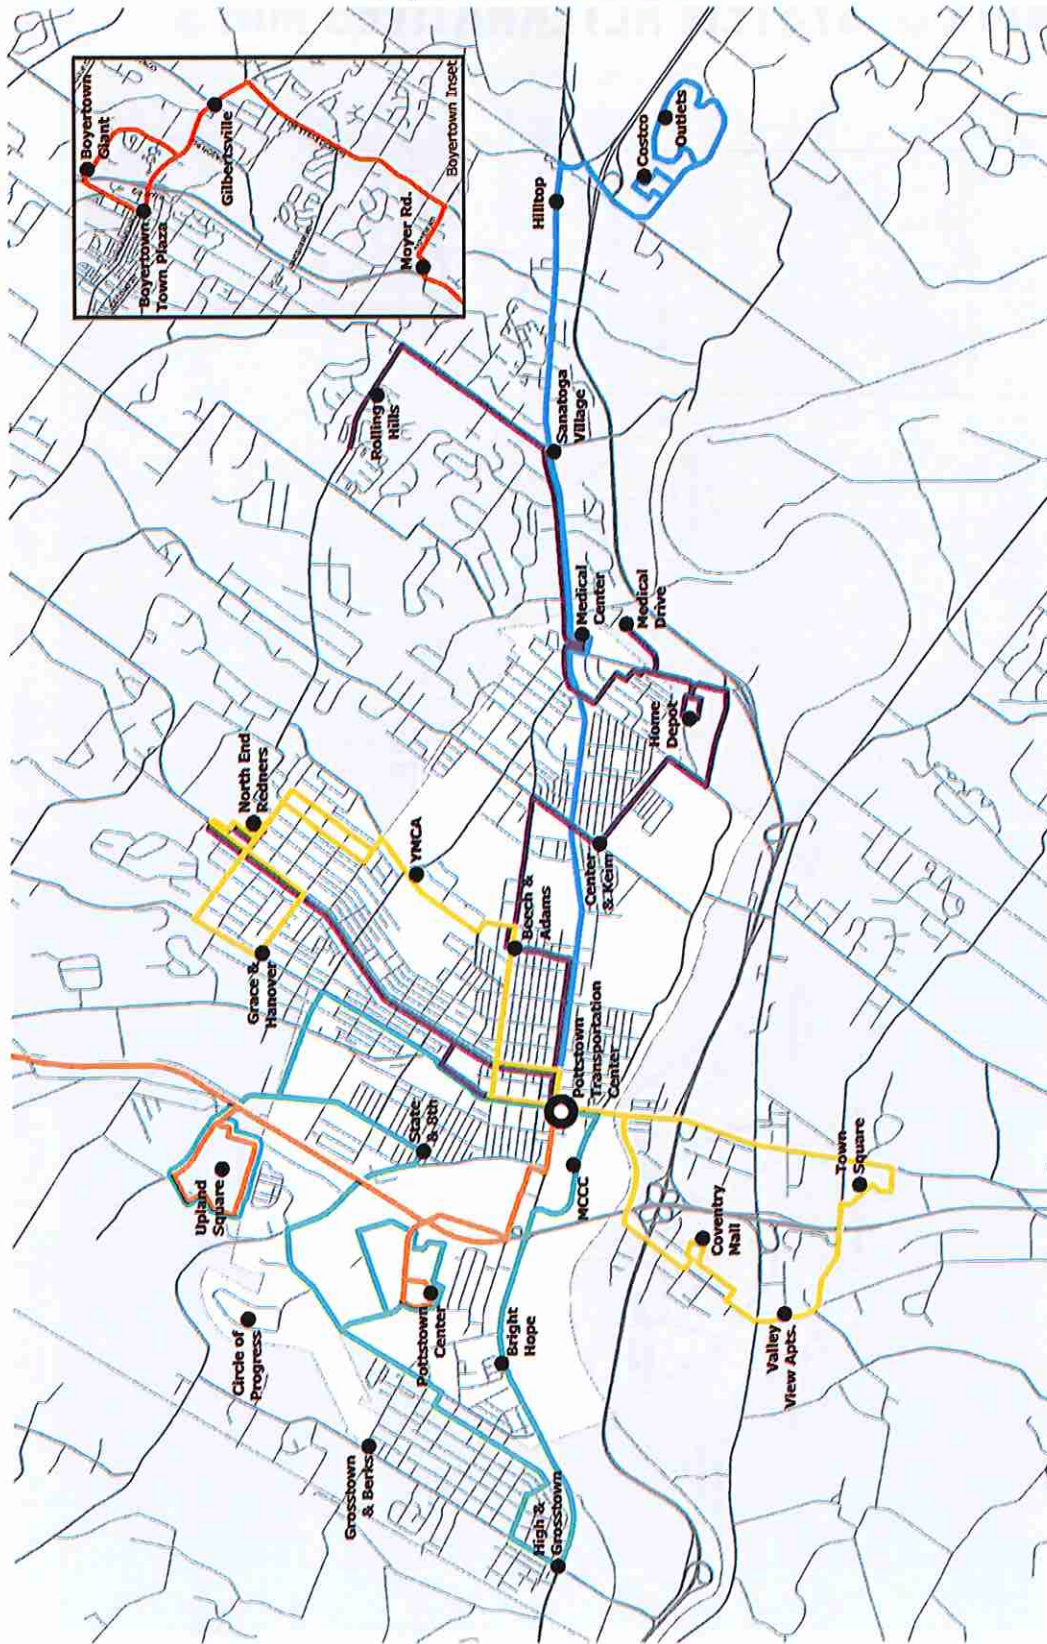 Boyertown
Giant
Boyertown
Town Plaza
Gilbertsville
Moyer Rd.
Boyertown Inset
Outlets
Costco
Hilltop
Rolling
Hills
Sanatoga
Village
Medical
Center
Medical
Drive
Home
Depot
North End
Redners
YMCA
Center
& Keim
Beech &
Adams
Grace &
Hanover
Pottstown
Transportation
Center
State
& 8th
MCCC
Upland
Square
Town
Square
Coventry
Mall
Valley
View Apts.
Pottstown
Center
Bright
Hope
Circle of
Progress
Grosstown
& Berks
High &
Grosstown